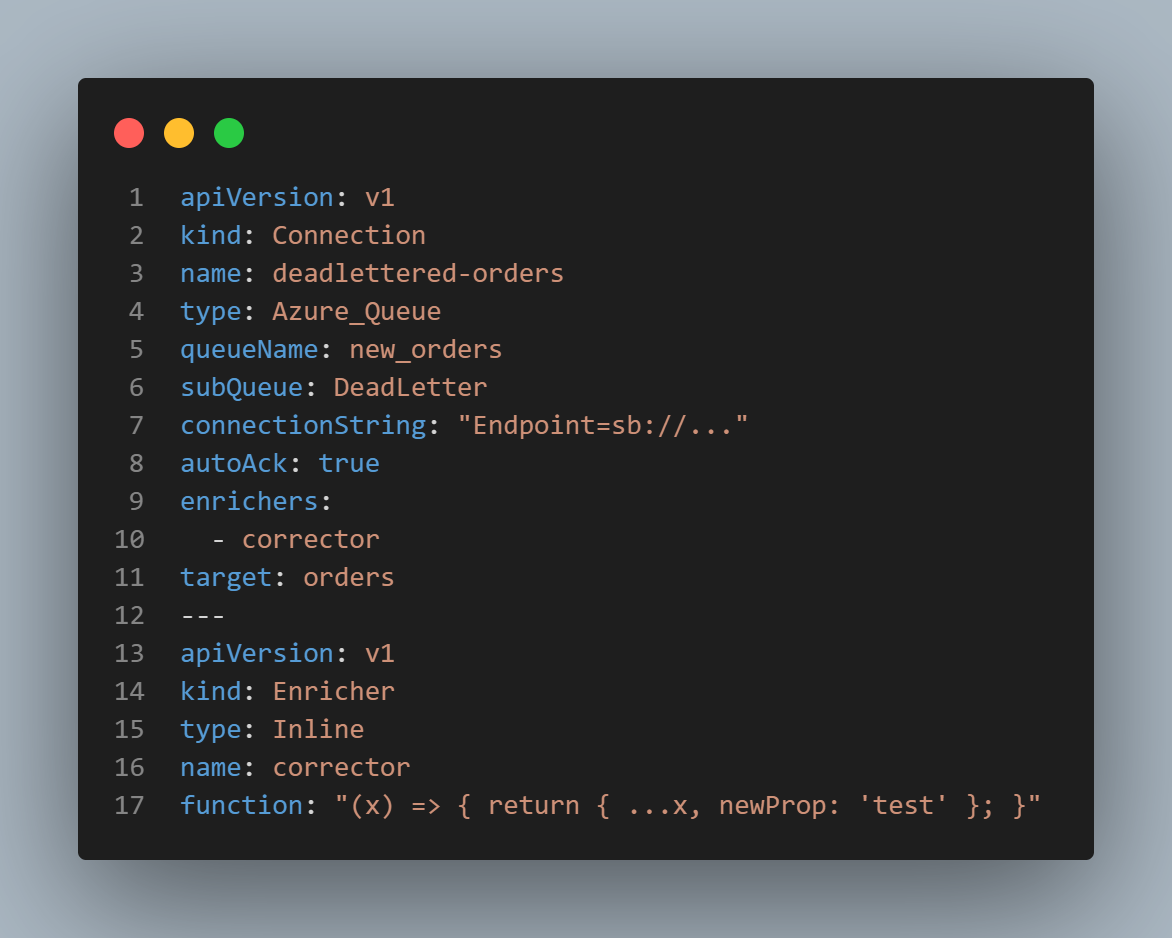 1 apiVersion: v1
2 kind: Connection
3 name: deadlettered-orders
4 type: Azure_Queue
5 queueName: new_orders
6 subQueue: DeadLetter
7 connectionString: "Endpoint=sb://..."
8 autoAck: true
9 enrichers:
10   - corrector
11 target: orders
12 ---
13 apiVersion: v1
14 kind: Enricher
15 type: Inline
16 name: corrector
17 function: "(x) => { return { ...x, newProp: 'test' }; }"